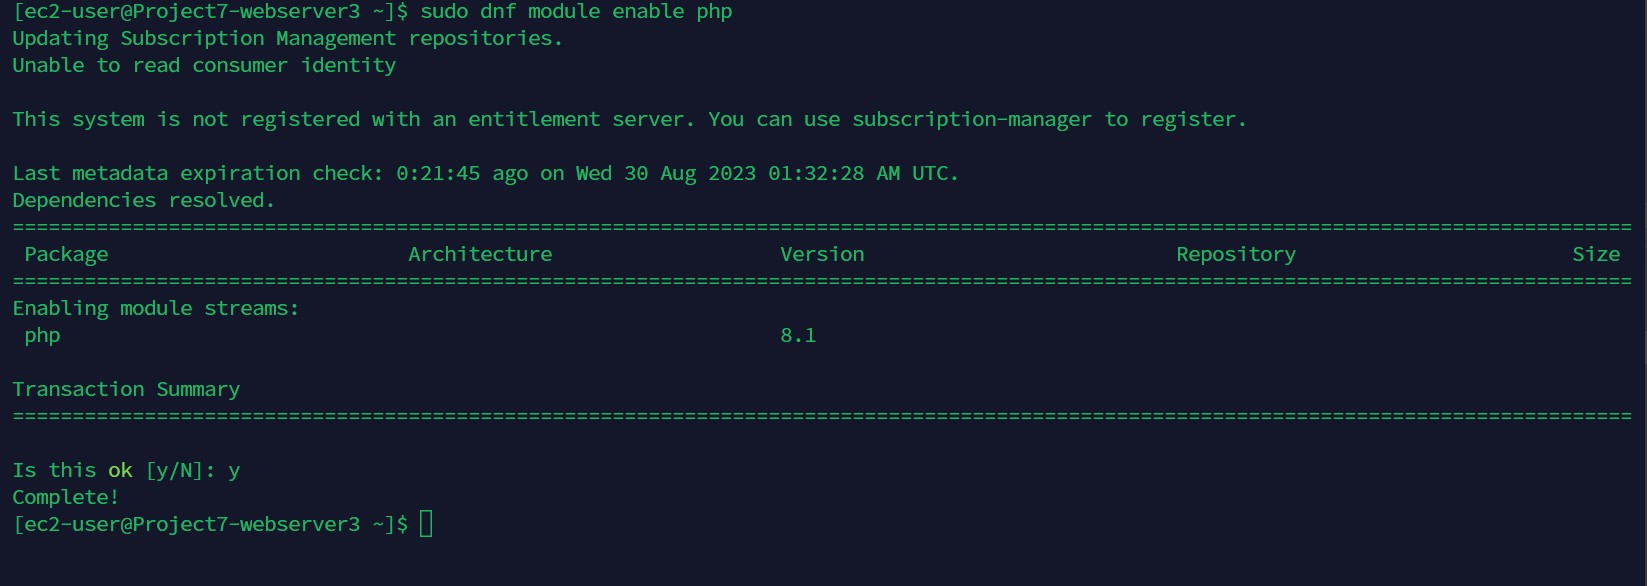 [ec2-user@Project7-webserver3 ~]$ sudo dnf module enable php
Updating Subscription Management repositories.
Unable to read consumer identity
This system is not registered with an entitlement server. You can use subscription-manager to register.
Last metadata expiration check: 0:21:45 ago on Wed 30 Aug 2023 01:32:28 AM UTC.
Dependencies resolved.
=======================================================================================================================================
Package Architecture Version Repository Size
=======================================================================================================================================
Enabling module streams:
php 8.1
Transaction Summary
=======================================================================================================================================
Is this ok [y/N]: y
Complete!
[ec2-user@Project7-webserver3 ~]$